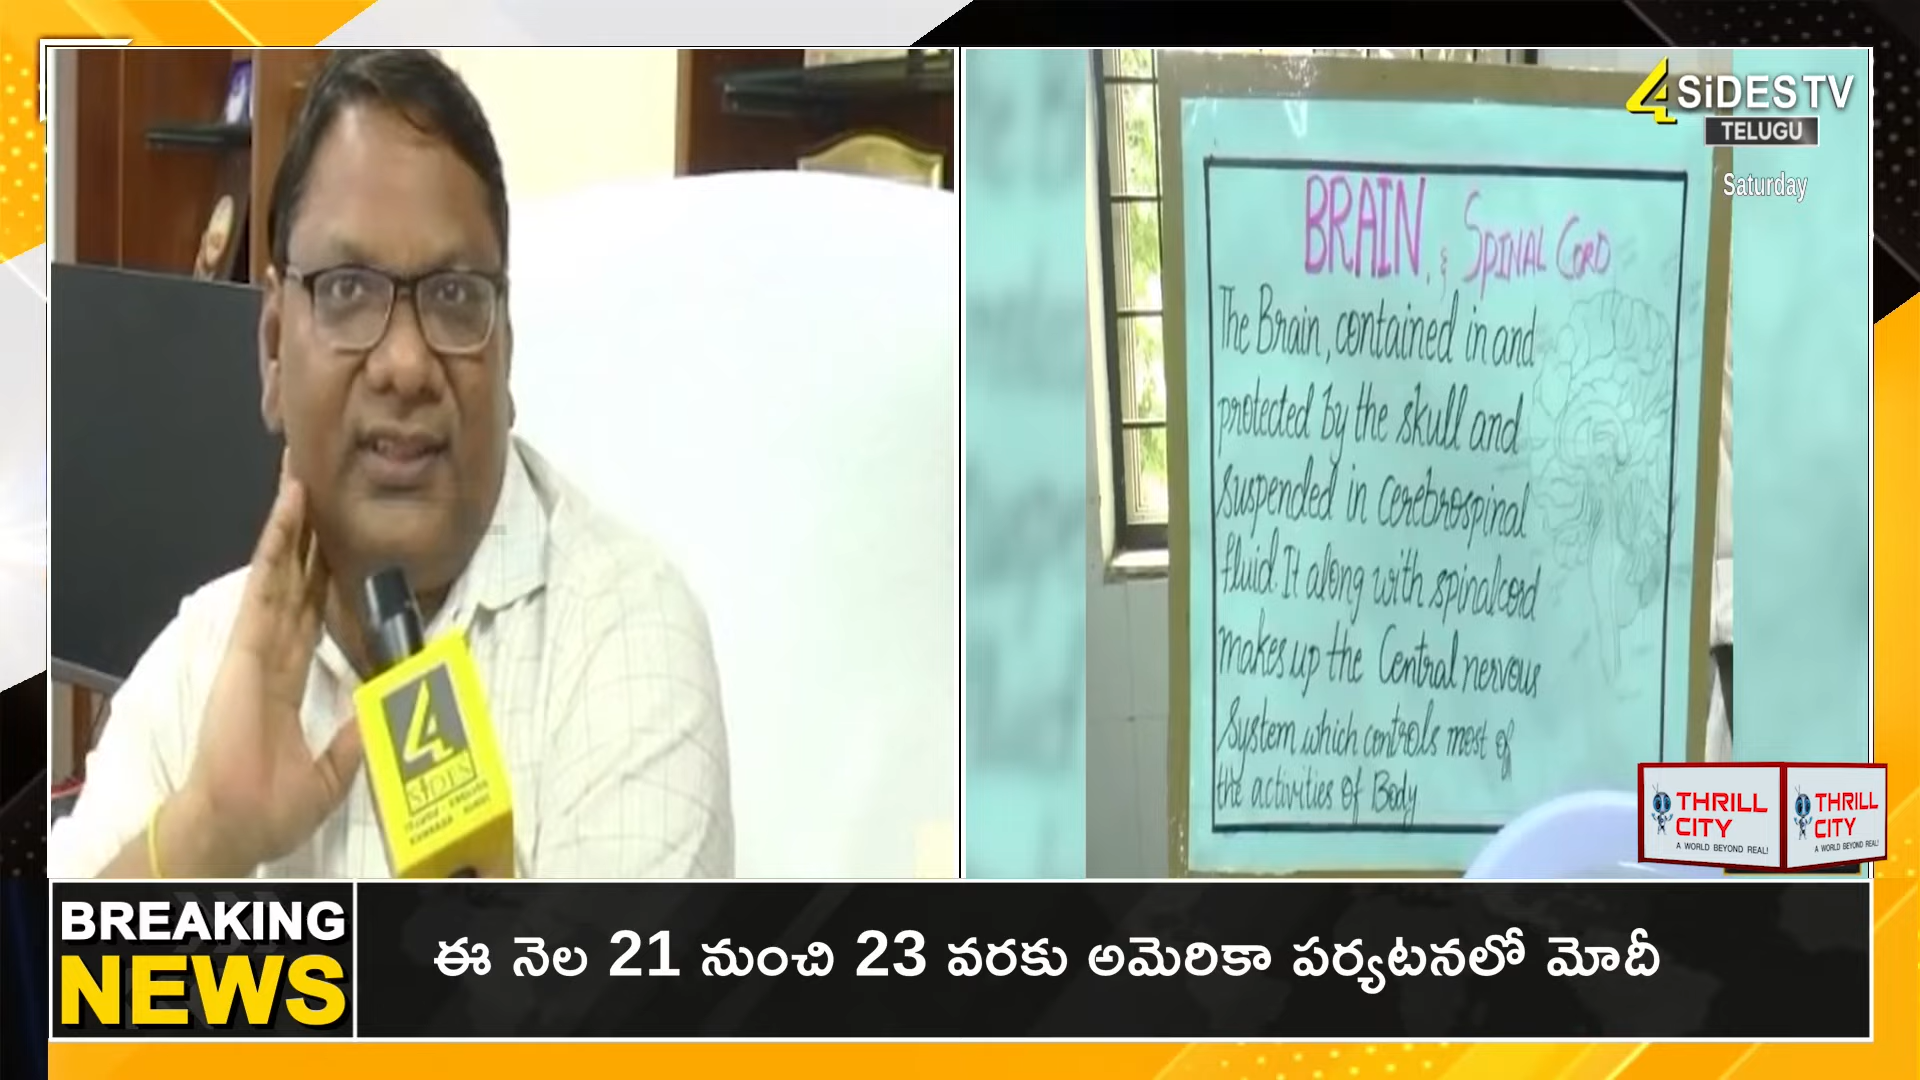 4 SiDES TV
TELUGU
Saturday
BRAIN, & SPINAL CORD
The Brain, contained in and
protected by the skull and
suspended in cerebrospinal
fluid. It along with spinalcord
makes up the Central nervous
system which controls most of
the activities of Body
4
SiDES
THRILL
CITY
A WORLD BEYOND REAL!
THRILL
CITY
A WORLD BEYOND REAL!
BREAKING
NEWS
ఈ నెల 21 నుంచి 23 వరకు అమెరికా పర్యటనలో మోదీ